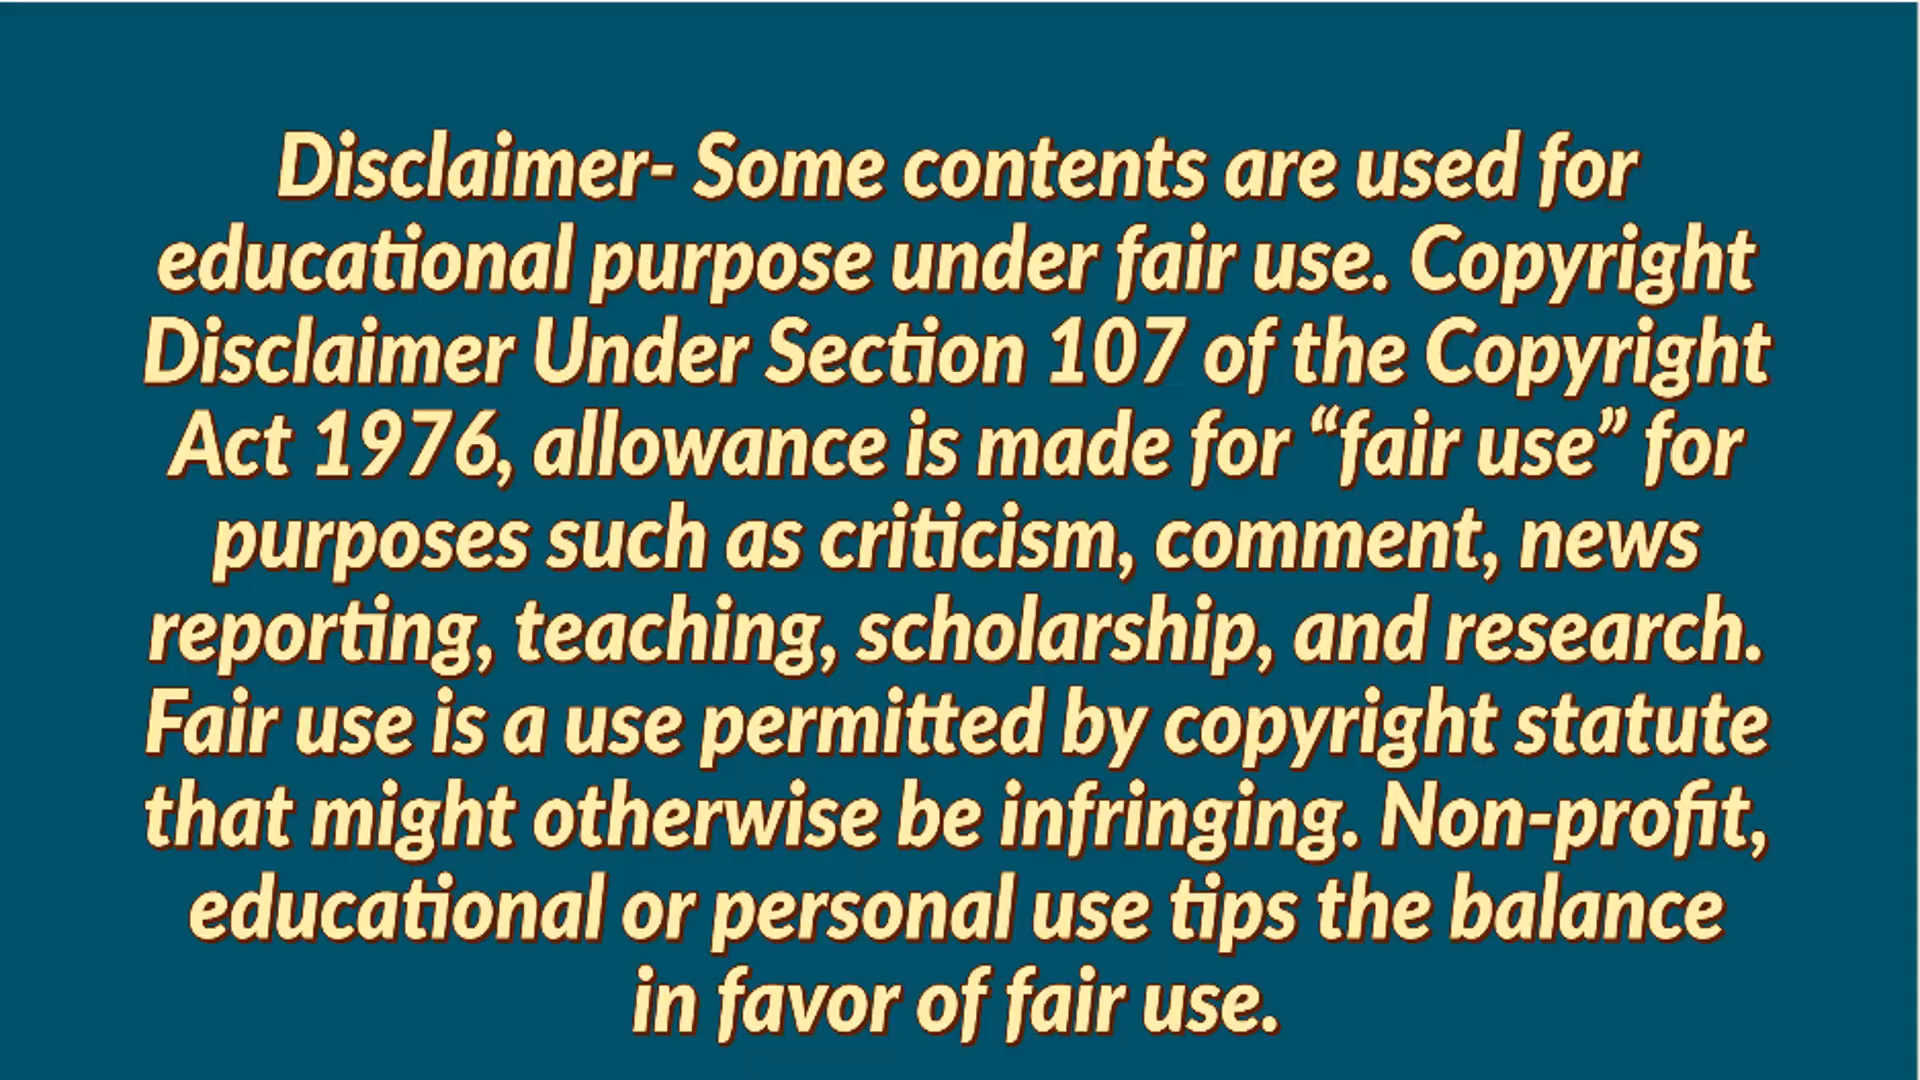 Disclaimer- Some contents are used for
educational purpose under fair use. Copyright
Disclaimer Under Section 107 of the Copyright
Act 1976, allowance is made for “fair use” for
purposes such as criticism, comment, news
reporting, teaching, scholarship, and research.
Fair use is a use permitted by copyright statute
that might otherwise be infringing. Non-profit,
educational or personal use tips the balance
in favor of fair use.